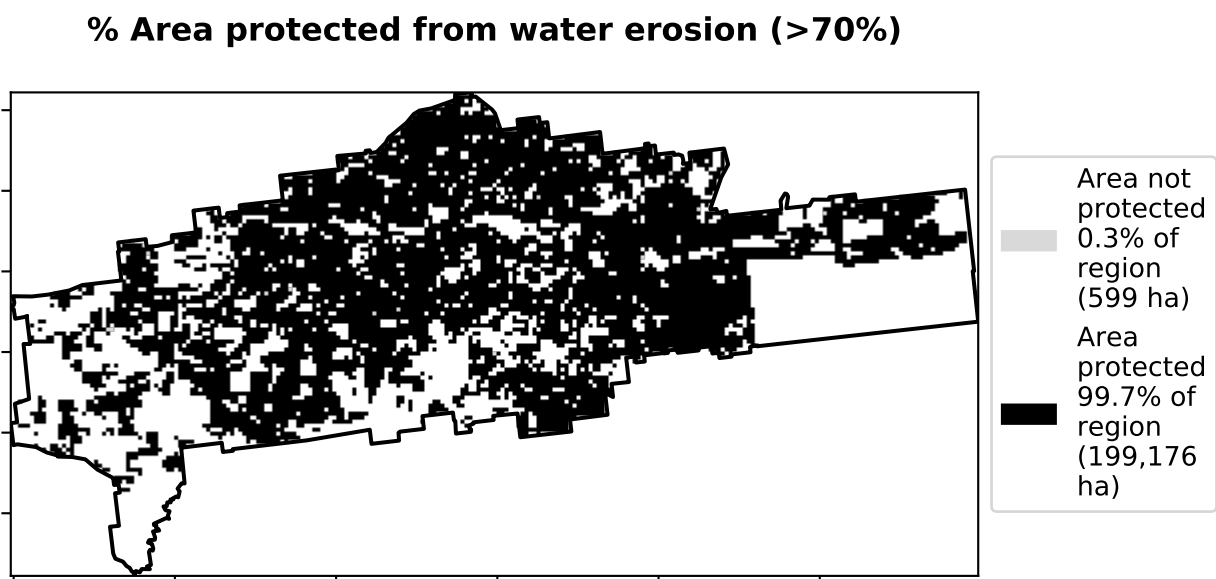 % Area protected from water erosion (>70%)
Area not
protected
0.3% of
region
(599 ha)
Area
protected
99.7% of
region
(199,176
ha)